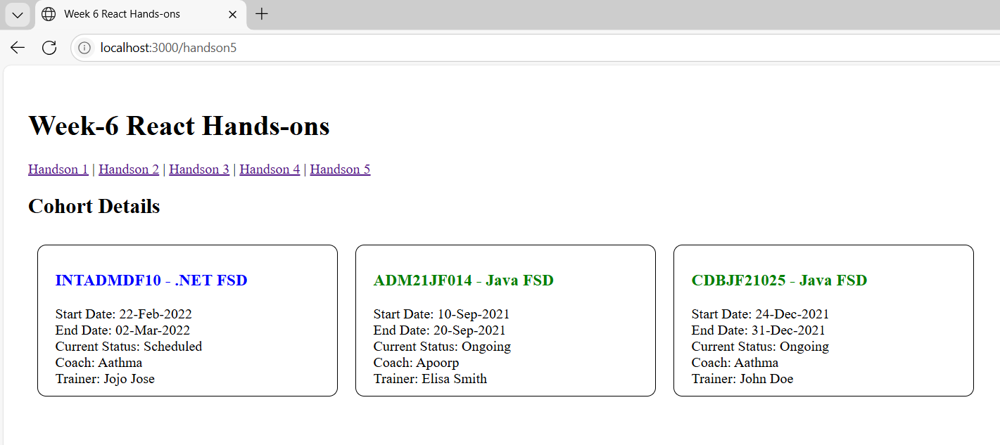 Week 6 React Hands-ons
localhost:3000/handson5
Week-6 React Hands-ons
Handson 1 | Handson 2 | Handson 3 | Handson 4 | Handson 5
Cohort Details
INTADMDF10 - .NET FSD
Start Date: 22-Feb-2022
End Date: 02-Mar-2022
Current Status: Scheduled
Coach: Aathma
Trainer: Jojo Jose
ADM21JF014 - Java FSD
Start Date: 10-Sep-2021
End Date: 20-Sep-2021
Current Status: Ongoing
Coach: Apoorp
Trainer: Elisa Smith
CDBJF21025 - Java FSD
Start Date: 24-Dec-2021
End Date: 31-Dec-2021
Current Status: Ongoing
Coach: Aathma
Trainer: John Doe